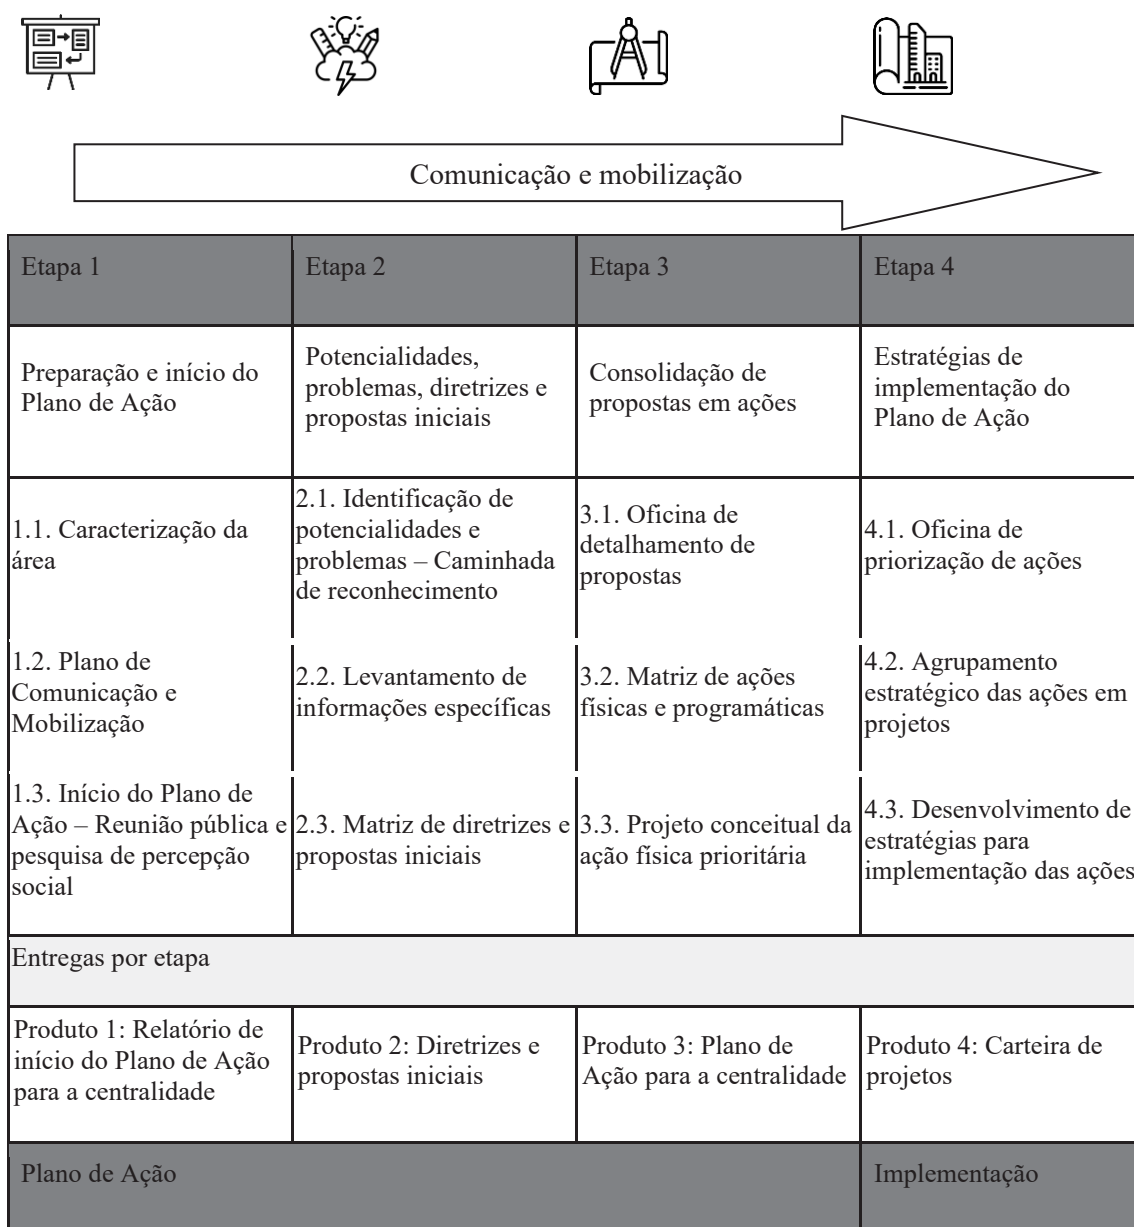 Comunicação e mobilização
Etapa 1
Etapa 2
Etapa 3
Etapa 4
Preparação e início do
Plano de Ação
Potencialidades,
problemas, diretrizes e
propostas iniciais
Consolidação de
propostas em ações
Estratégias de
implementação do
Plano de Ação
1.1. Caracterização da
área
2.1. Identificação de
potencialidades e
problemas – Caminhada
de reconhecimento
3.1. Oficina de
detalhamento de
propostas
4.1. Oficina de
priorização de ações
1.2. Plano de
Comunicação e
Mobilização
2.2. Levantamento de
informações específicas
3.2. Matriz de ações
físicas e programáticas
4.2. Agrupamento
estratégico das ações em
projetos
1.3. Início do Plano de
Ação – Reunião pública e
pesquisa de percepção
social
2.3. Matriz de diretrizes e
propostas iniciais
3.3. Projeto conceitual da
ação física prioritária
4.3. Desenvolvimento de
estratégias para
implementação das ações
Entregas por etapa
Produto 1: Relatório de
início do Plano de Ação
para a centralidade
Produto 2: Diretrizes e
propostas iniciais
Produto 3: Plano de
Ação para a centralidade
Produto 4: Carteira de
projetos
Plano de Ação
Implementação